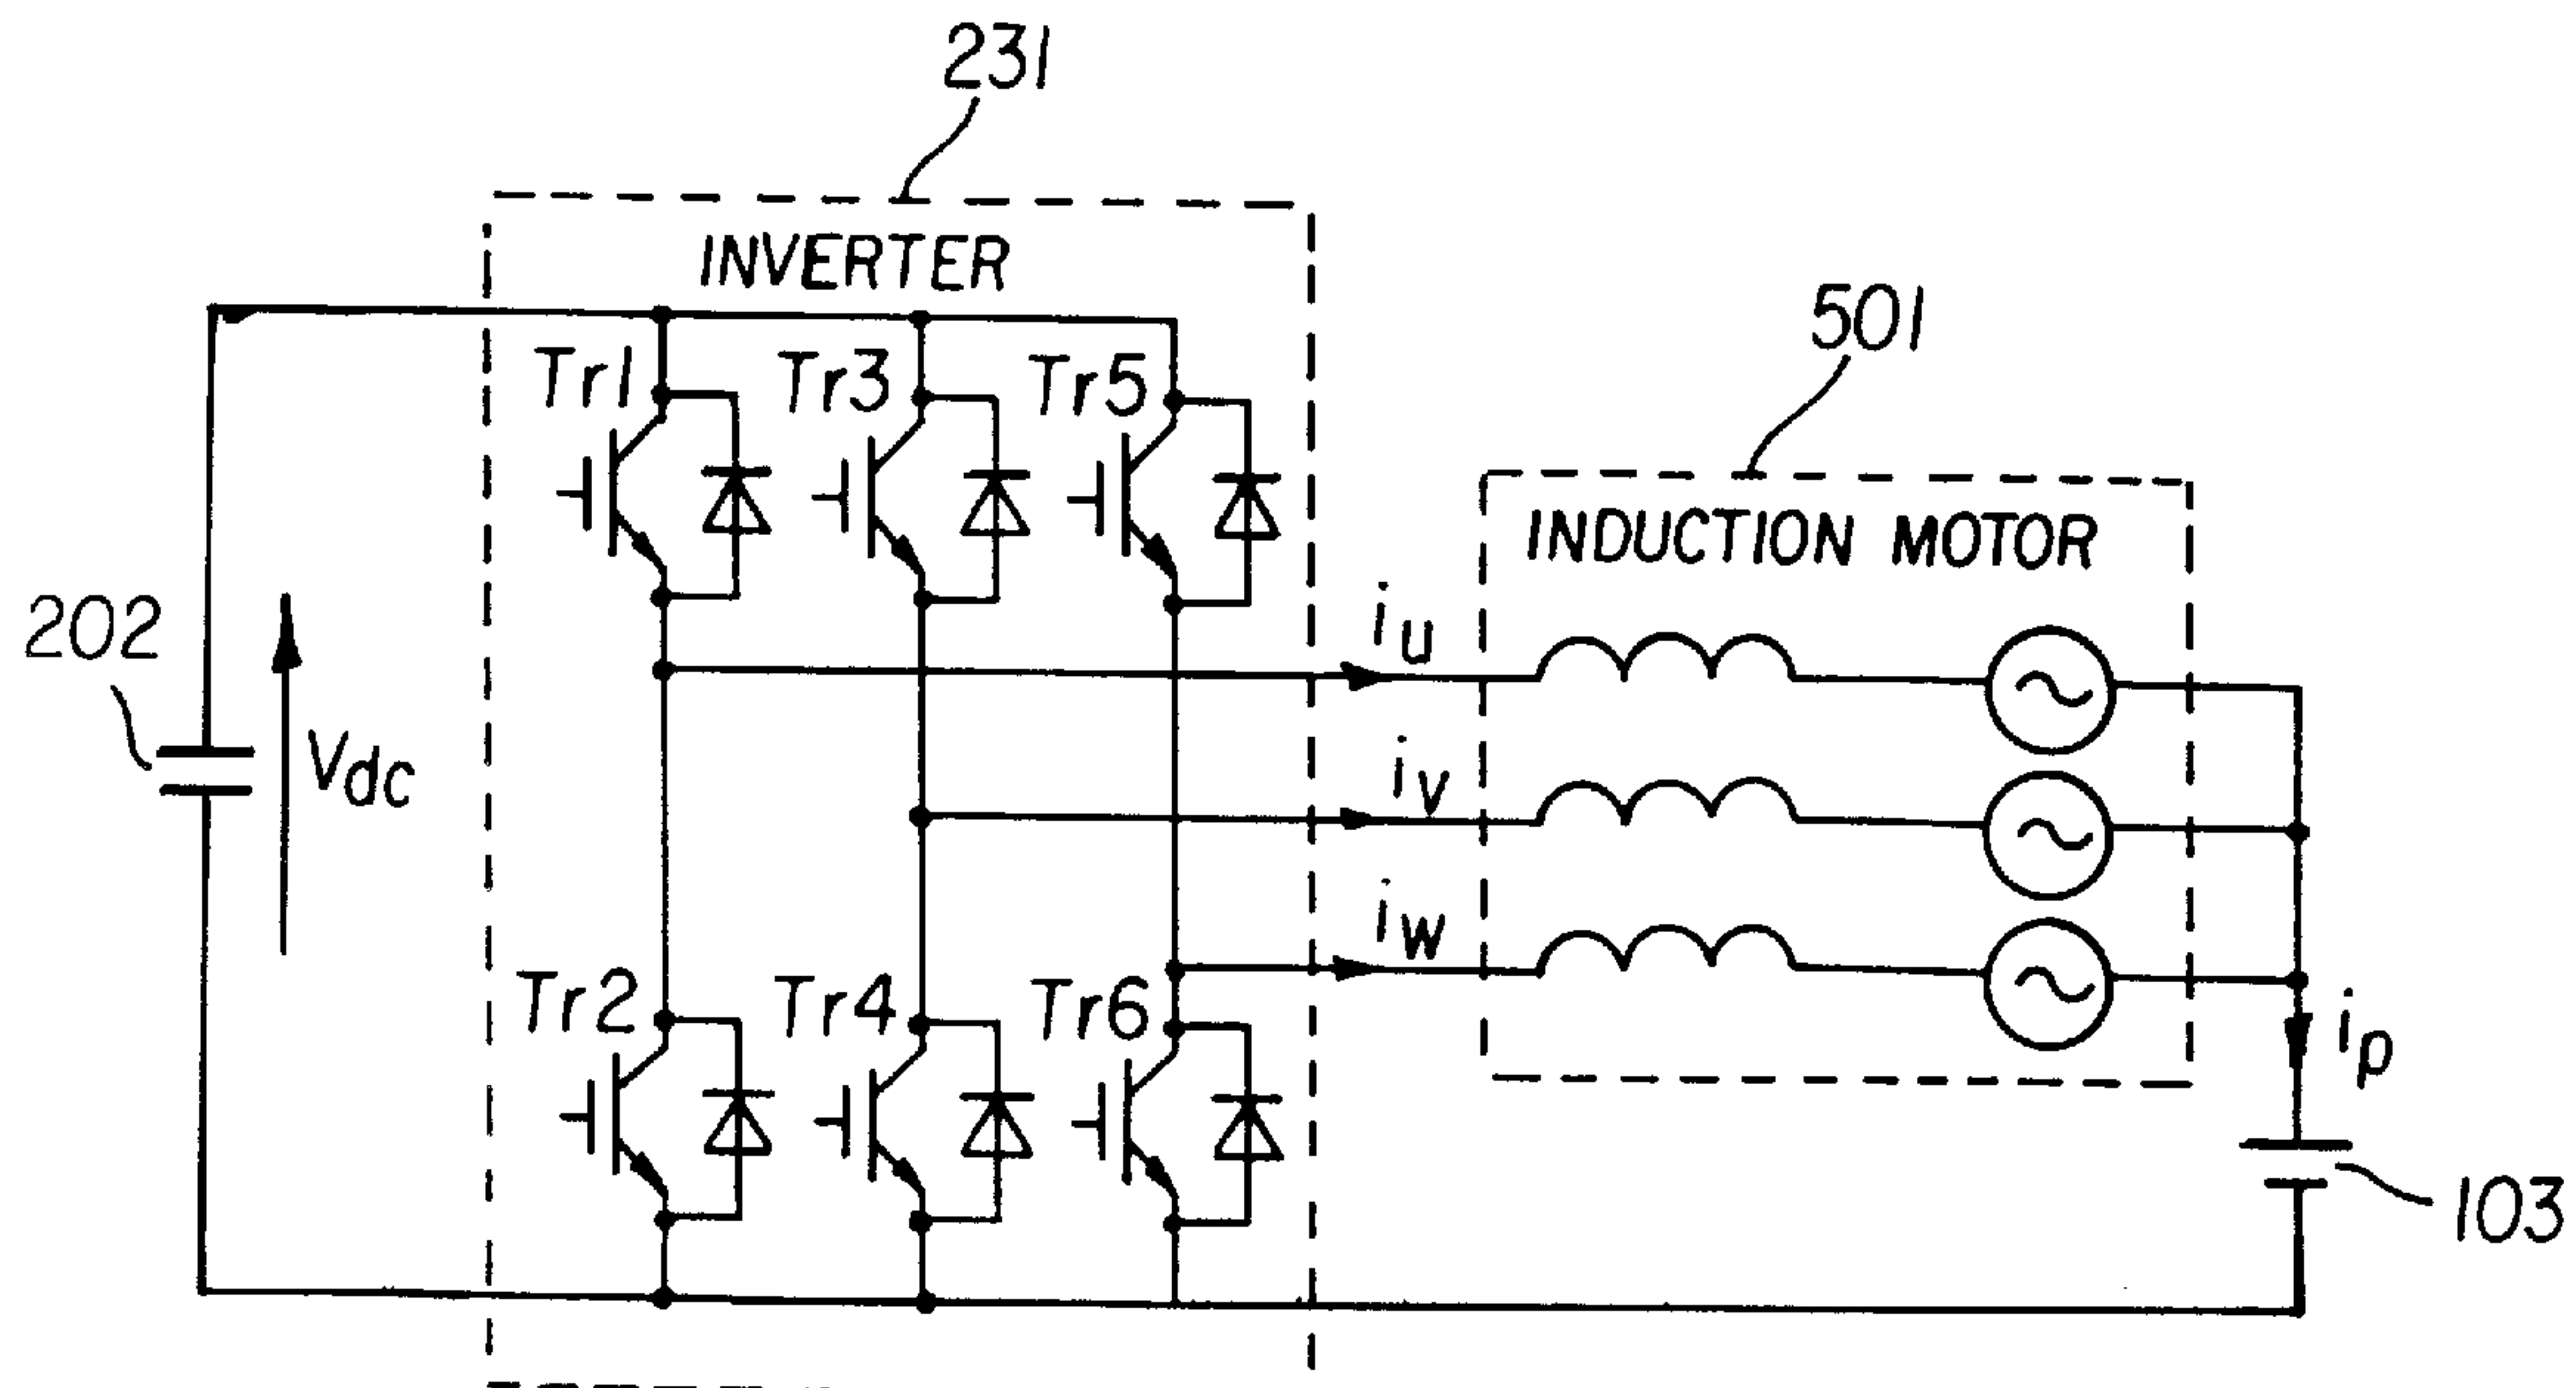 231
INVERTER
501
Tr1 Tr3 Tr5
INDUCTION MOTOR
202
Vdc
iu
iv
iw
Tr2 Tr4 Tr6
ip
103